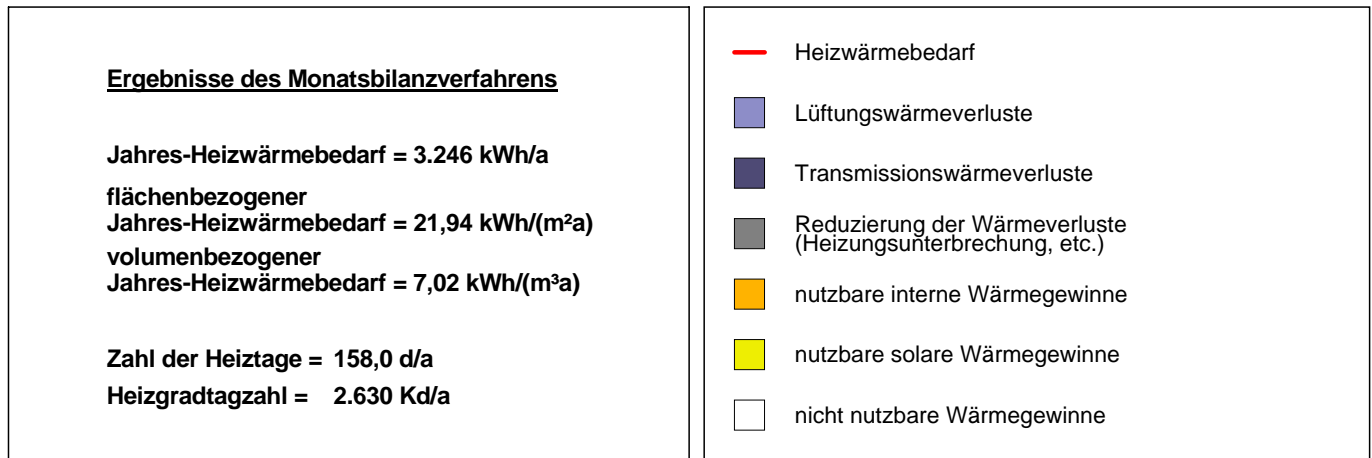 Ergebnisse des Monatsbilanzverfahrens
Jahres-Heizwärmebedarf = 3.246 kWh/a
flächenbezogener
Jahres-Heizwärmebedarf = 21,94 kWh/(m²a)
volumenbezogener
Jahres-Heizwärmebedarf = 7,02 kWh/(m³a)
Zahl der Heiztage = 158,0 d/a
Heizgradtagzahl = 2.630 Kd/a
Heizwärmebedarf
Lüftungswärmeverluste
Transmissionswärmeverluste
Reduzierung der Wärmeverluste
(Heizungsunterbrechung, etc.)
nutzbare interne Wärmegewinne
nutzbare solare Wärmegewinne
nicht nutzbare Wärmegewinne